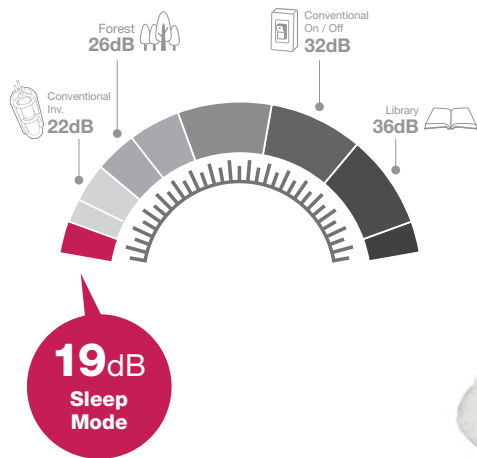 Forest
26dB
Conventional
On / Off
32dB
Conventional
Inv.
22dB
Library
36dB
19dB
Sleep
Mode